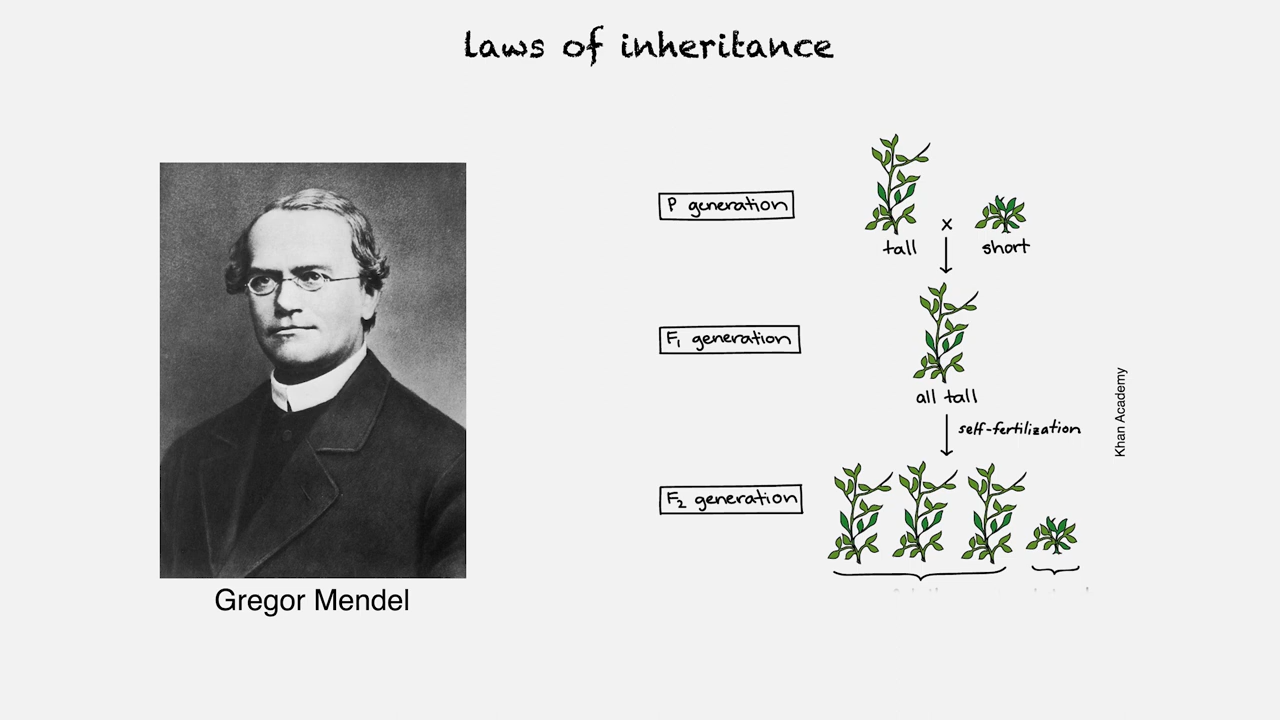 laws of inheritance
Gregor Mendel
P generation
x
tall
short
F₁ generation
all tall
self-fertilization
F₂ generation
Khan Academy